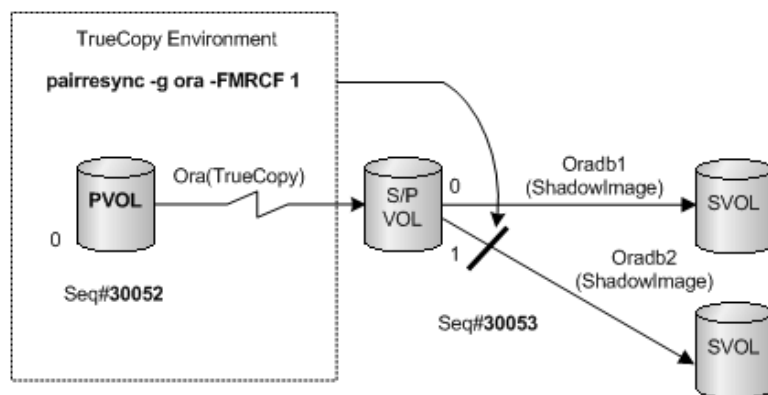 TrueCopy Environment
pairresync -g ora -FMRCF 1
Ora(TrueCopy)
PVOL
0
Seq#30052
S/P
VOL
0
1
Seq#30053
Oradb1
(ShadowImage)
SVOL
Oradb2
(ShadowImage)
SVOL